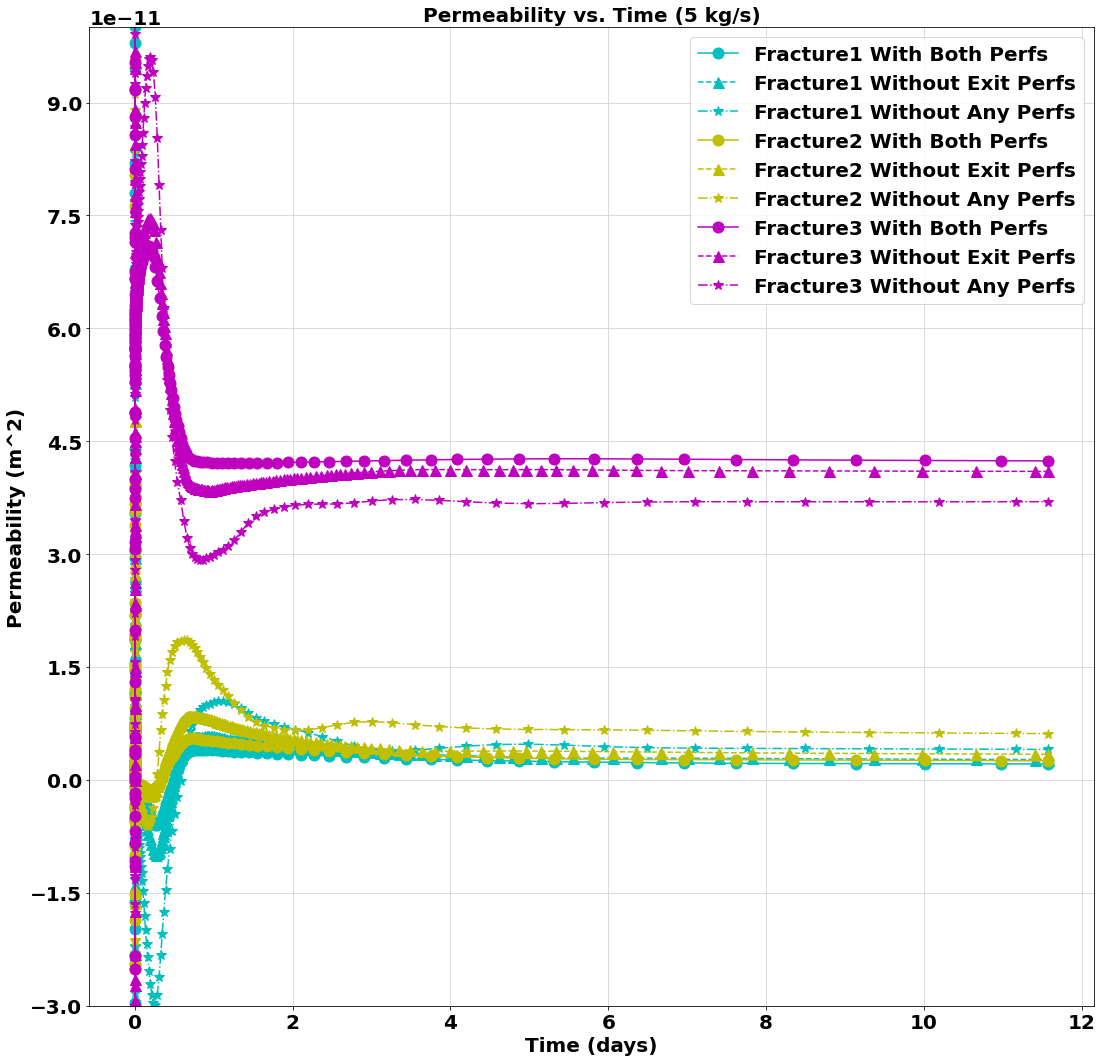 Permeability vs. Time (5 kg/s)
1e−11
Fracture1 With Both Perfs
Fracture1 Without Exit Perfs
Fracture1 Without Any Perfs
Fracture2 With Both Perfs
Fracture2 Without Exit Perfs
Fracture2 Without Any Perfs
Fracture3 With Both Perfs
Fracture3 Without Exit Perfs
Fracture3 Without Any Perfs
9.0
7.5
6.0
4.5
3.0
1.5
0.0
−1.5
−3.0
Permeability (m^2)
0 2 4 6 8 10 12
Time (days)